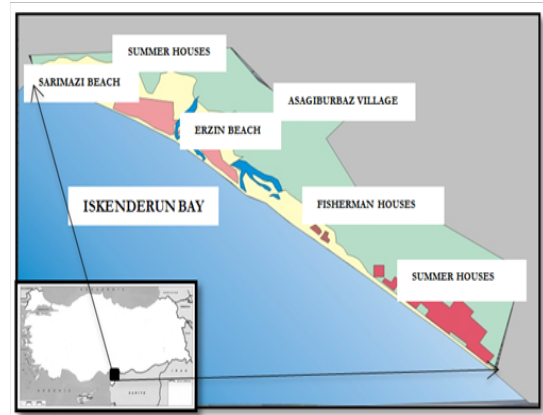 SUMMER HOUSES
SARIMAZI BEACH
ASAGIBURBAZ VILLAGE
ERZIN BEACH
ISKENDERUN BAY
FISHERMAN HOUSES
SUMMER HOUSES